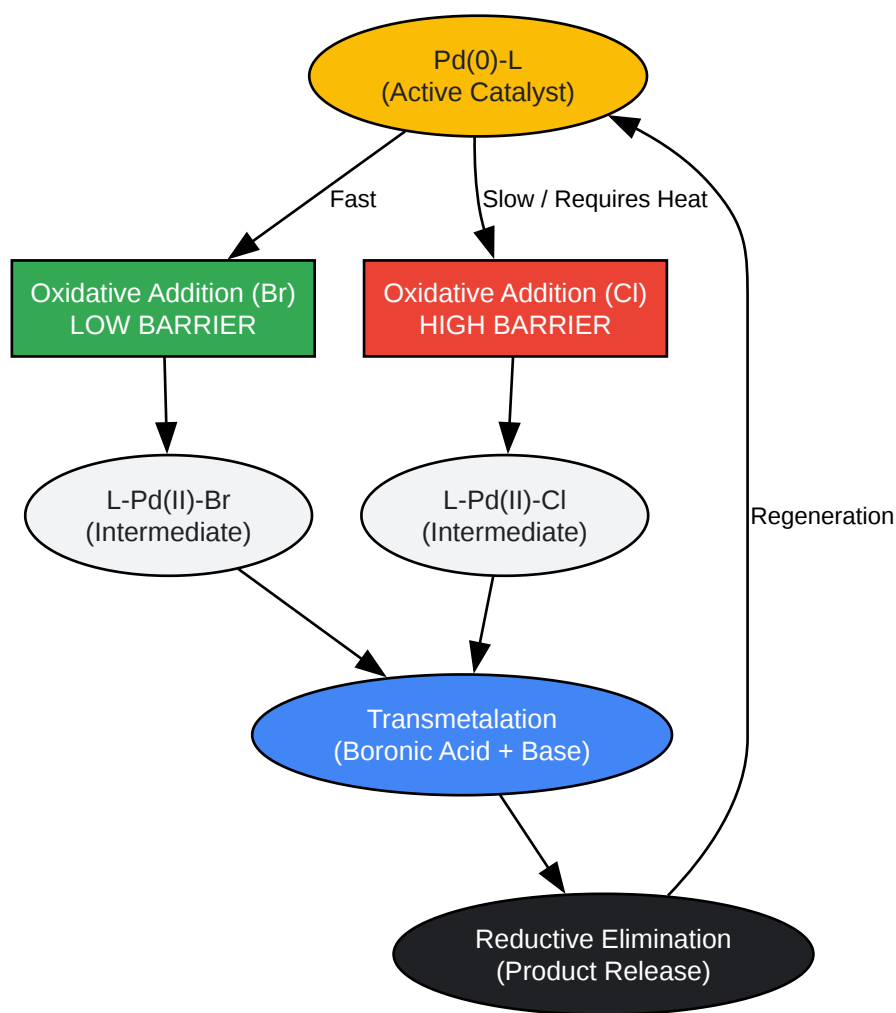 Pd(0)-L
(Active Catalyst)
Fast
Slow / Requires Heat
Oxidative Addition (Br)
LOW BARRIER
Oxidative Addition (Cl)
HIGH BARRIER
L-Pd(II)-Br
(Intermediate)
L-Pd(II)-Cl
(Intermediate)
Regeneration
Transmetalation
(Boronic Acid + Base)
Reductive Elimination
(Product Release)